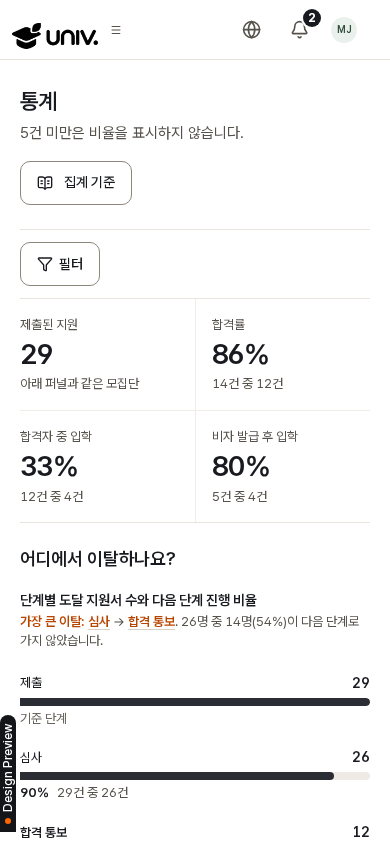 UNIV.
2
MJ
통계
5건 미만은 비율을 표시하지 않습니다.
집계 기준
필터
제출된 지원
29
아래 퍼널과 같은 모집단
합격률
86%
14건 중 12건
합격자 중 입학
33%
12건 중 4건
비자 발급 후 입학
80%
5건 중 4건
어디에서 이탈하나요?
단계별 도달 지원서 수와 다음 단계 진행 비율
가장 큰 이탈: 심사 → 합격 통보. 26명 중 14명(54%)이 다음 단계로
가지 않았습니다.
제출 29
기준 단계
심사 26
90% 29건 중 26건
합격 통보 12
Design Preview